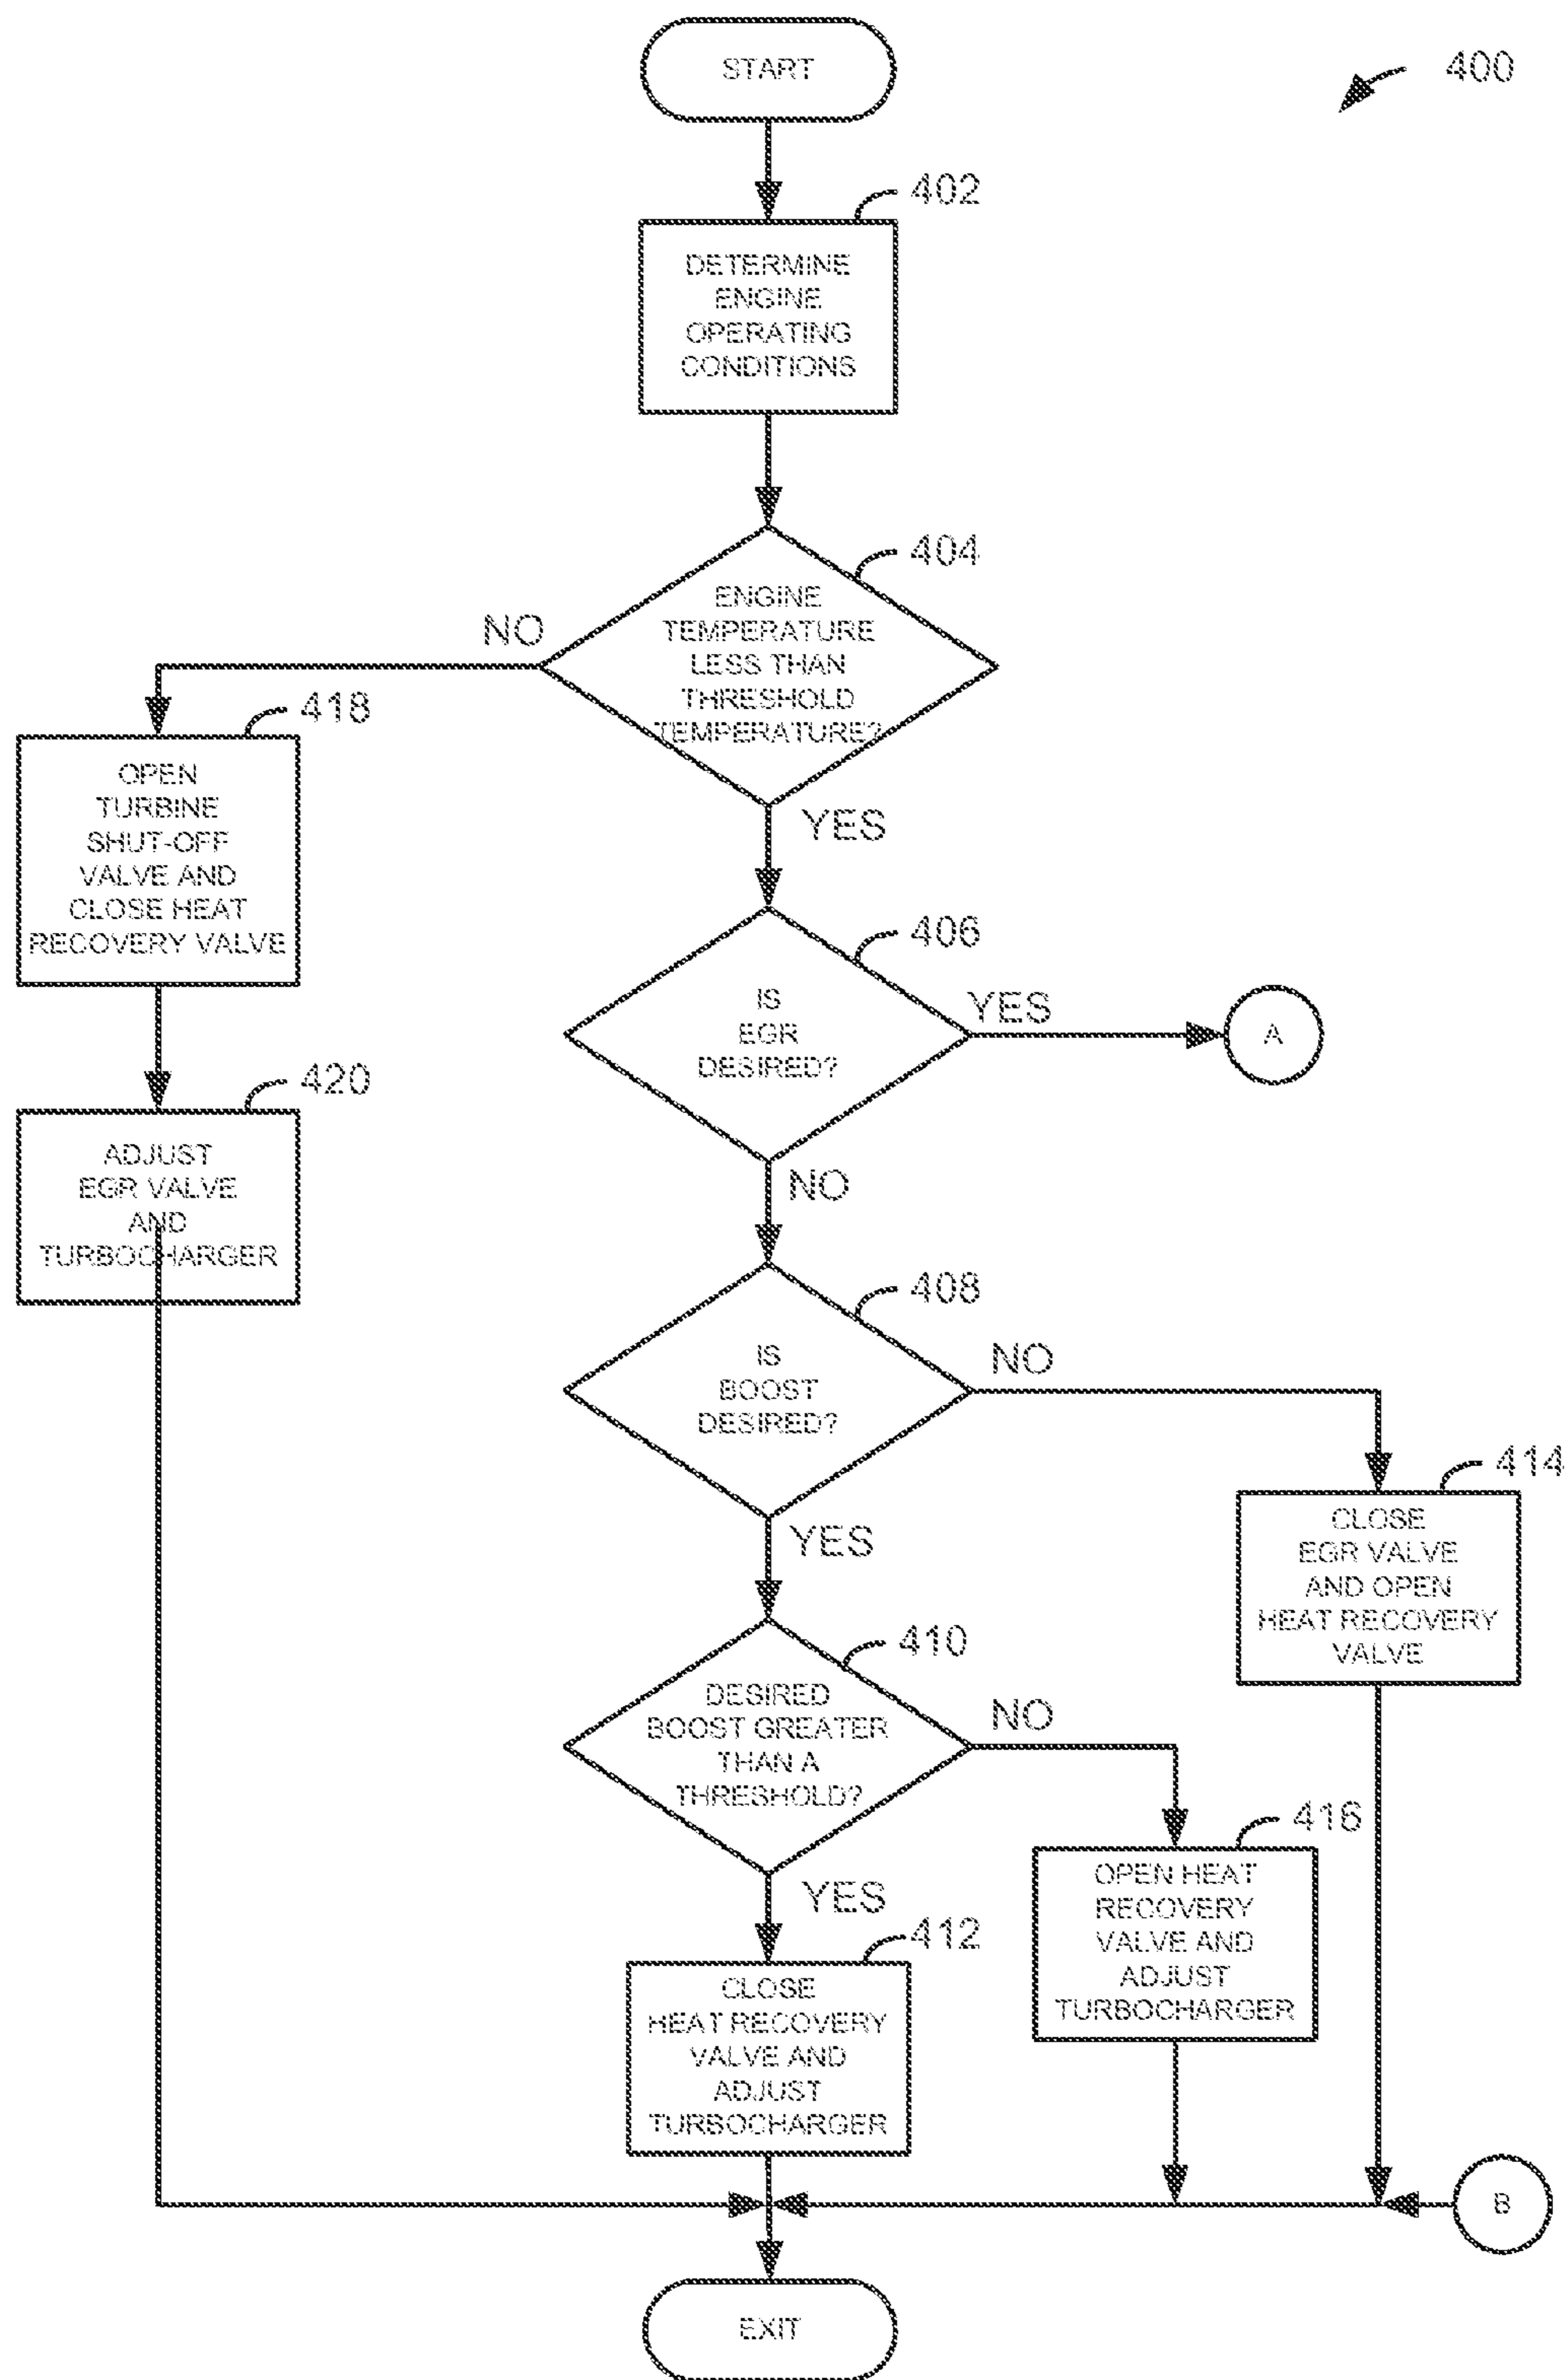 START
400
402
DETERMINE
ENGINE
OPERATING
CONDITIONS
404
ENGINE
TEMPERATURE
LESS THAN
THRESHOLD
TEMPERATURE?
NO
YES
418
OPEN
TURBINE
SHUT-OFF
VALVE AND
CLOSE HEAT
RECOVERY VALVE
406
IS
EGR
DESIRED?
YES
A
NO
420
ADJUST
EGR VALVE
AND
TURBOCHARGER
408
IS
BOOST
DESIRED?
NO
YES
414
CLOSE
EGR VALVE
AND OPEN
HEAT RECOVERY
VALVE
410
DESIRED
BOOST GREATER
THAN A
THRESHOLD?
NO
YES
416
OPEN HEAT
RECOVERY
VALVE AND
ADJUST
TURBOCHARGER
412
CLOSE
HEAT RECOVERY
VALVE AND
ADJUST
TURBOCHARGER
B
EXIT